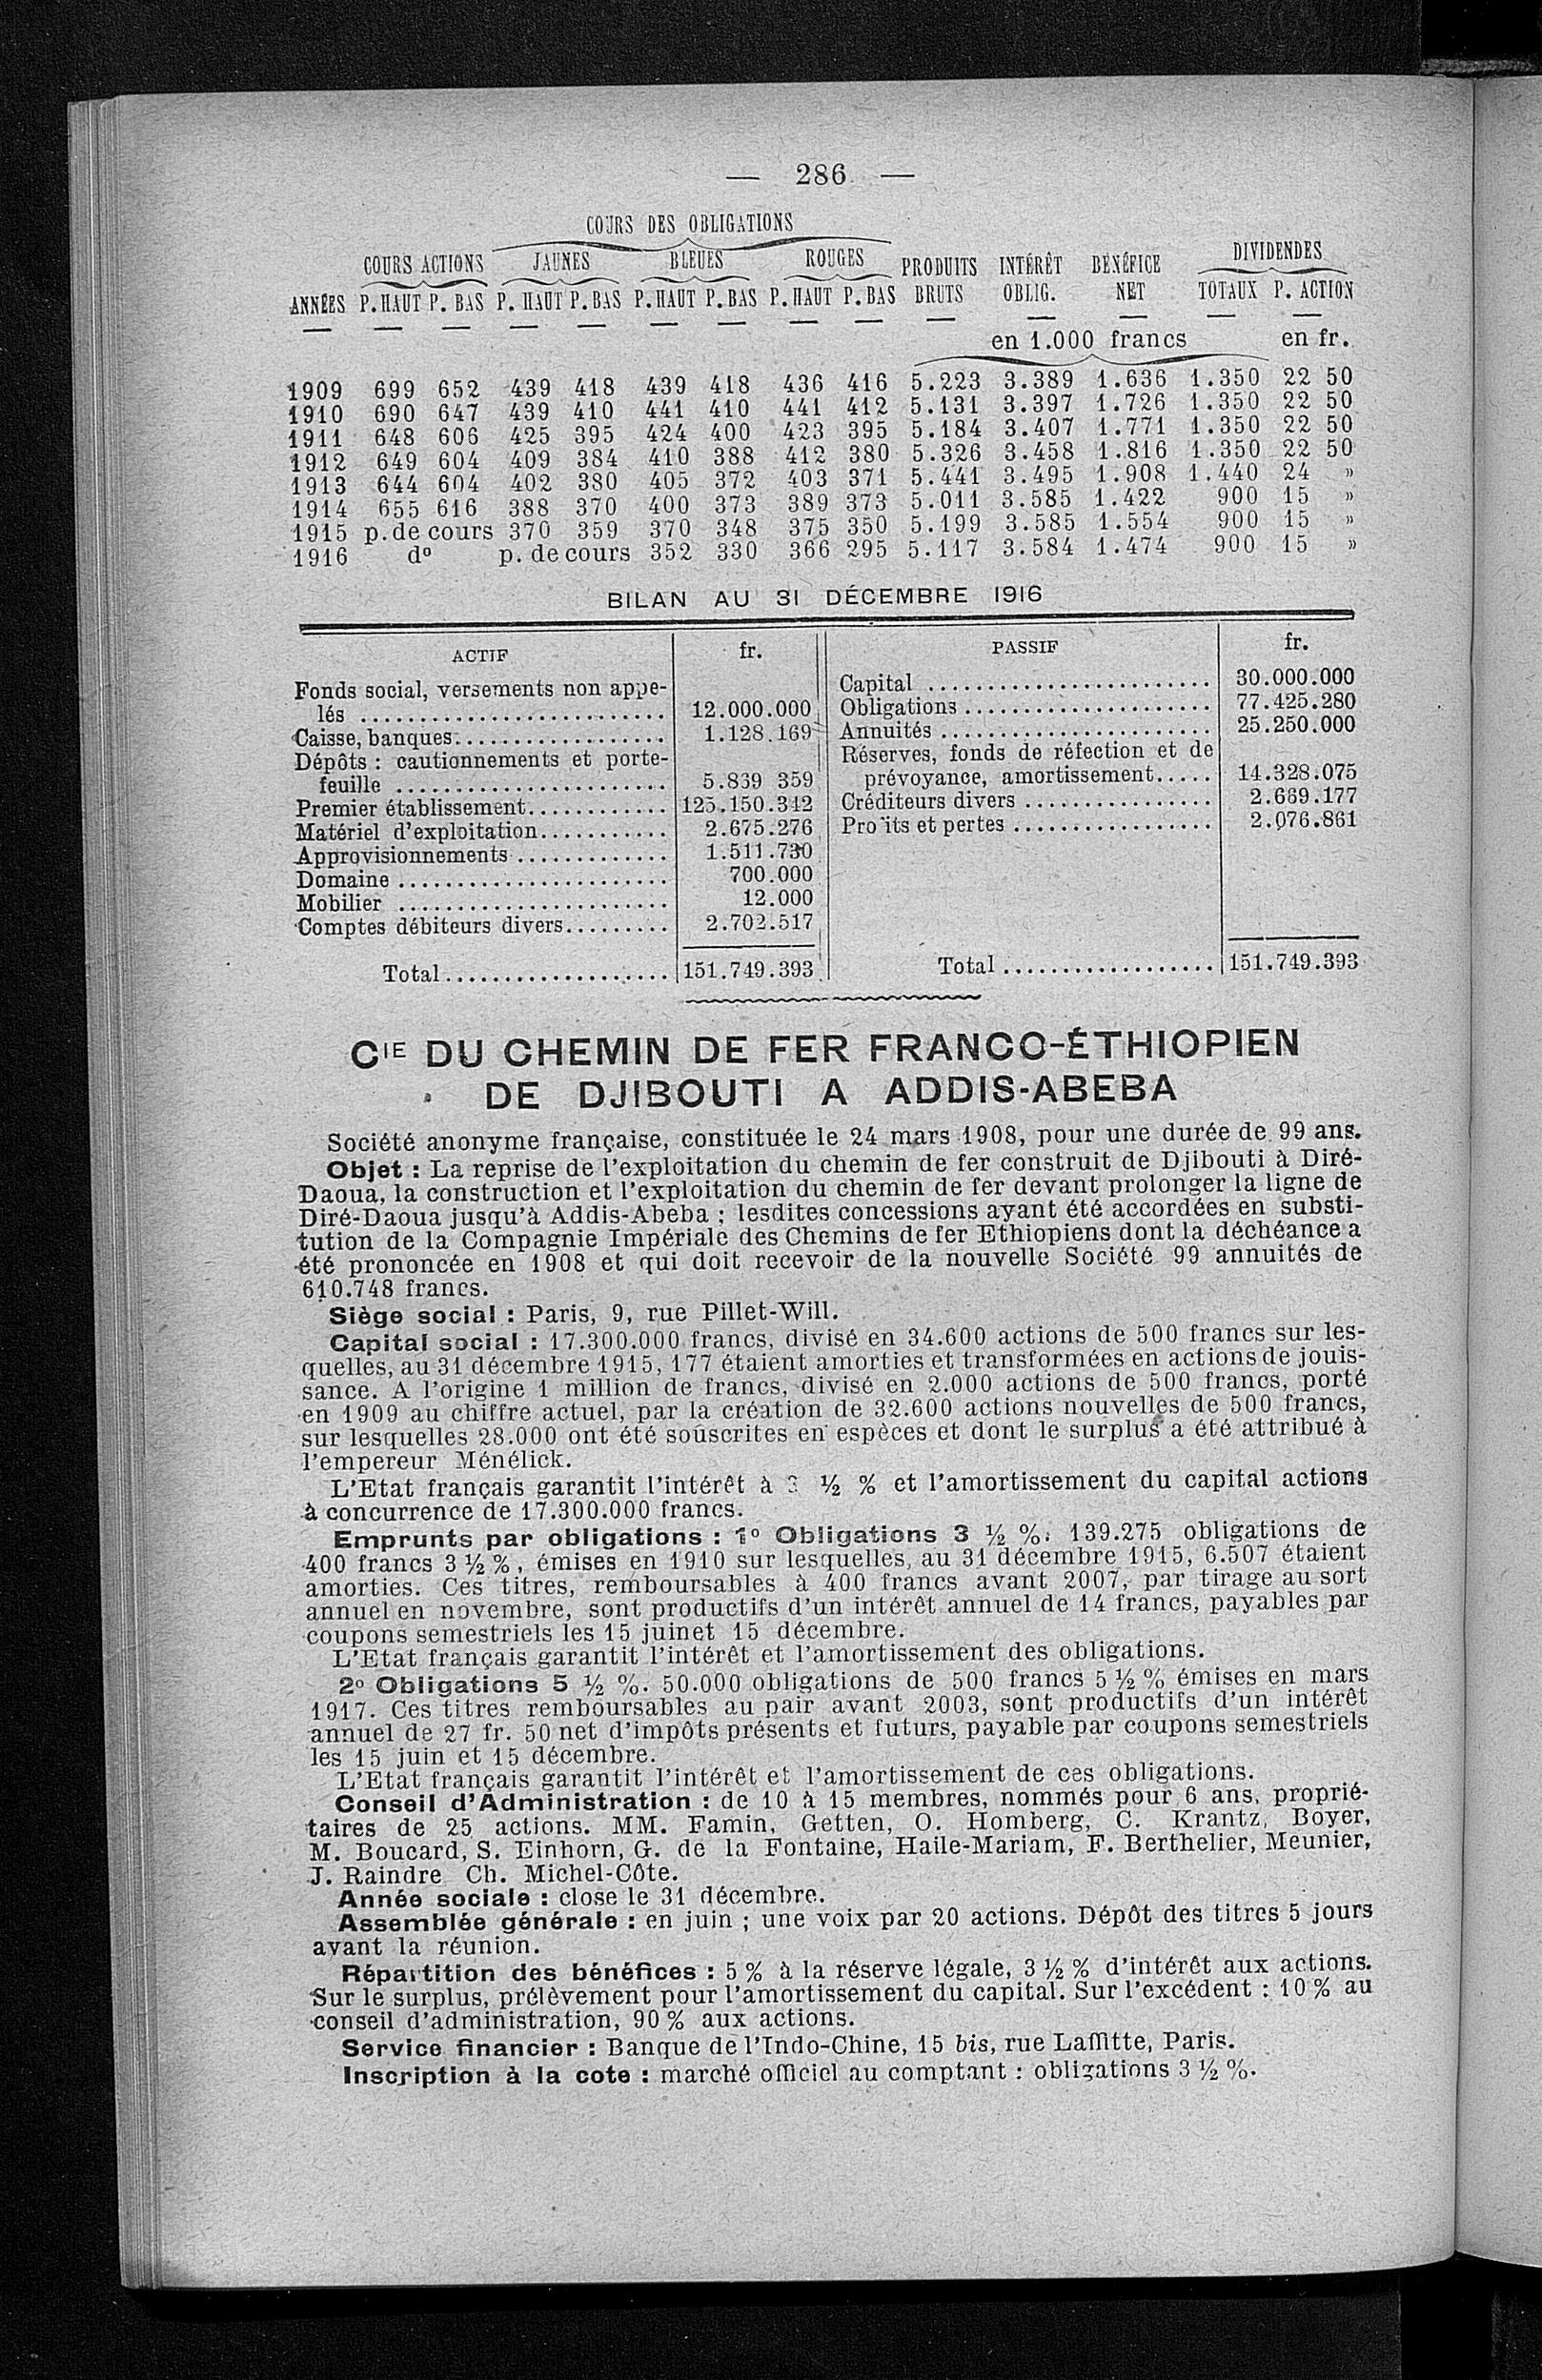 — 286 —
COURS DES OBLIGATIONS
COURS ACTIONS JAUNES BLEUES ROUGES PRODUITS INTÉRÊT BÉNÉFICE DIVIDENDES
ANNÉES P. HAUT P. BAS P. HAUT P. BAS P. HAUT P. BAS P. HAUT P. BAS BRUTS OBLIG. NET TOTAUX P. ACTION
en 1.000 francs en fr.
1909 699 652 439 418 439 418 436 416 5.223 3.389 1.636 1.350 22 50
1910 690 647 439 410 441 410 441 412 5.131 3.397 1.726 1.350 22 50
1911 648 606 425 395 424 400 423 395 5.184 3.407 1.771 1.350 22 50
1912 649 604 409 384 410 388 412 380 5.326 3.458 1.816 1.350 22 50
1913 644 604 402 380 405 372 403 371 5.441 3.495 1.908 1.440 24 »
1914 655 616 388 370 400 373 389 373 5.011 3.585 1.422 900 15 »
1915 p. de cours 370 359 370 348 375 350 5.199 3.585 1.554 900 15 »
1916 dº p. de cours 352 330 366 295 5.117 3.584 1.474 900 15 »
BILAN AU 31 DÉCEMBRE 1916
ACTIF fr.
Fonds social, versements non appe-
lés 12.000.000
Caisse, banques 1.128.169
Dépôts : cautionnements et porte-
feuille 5.869 359
Premier établissement 125.150.342
Matériel d'exploitation 2.675.276
Approvisionnements 1.511.730
Domaine 700.000
Mobilier 12.000
Comptes débiteurs divers 2.702.517
Total 151.749.393
PASSIF fr.
Capital 30.000.000
Obligations 77.425.280
Annuités 25.250.000
Réserves, fonds de réfection et de
prévoyance, amortissement 14.328.075
Créditeurs divers 2.669.177
Pro its et pertes 2.076.861
Total 151.749.393
CIE DU CHEMIN DE FER FRANCO-ÉTHIOPIEN
DE DJIBOUTI A ADDIS-ABEBA
Société anonyme française, constituée le 24 mars 1908, pour une durée de 99 ans.
Objet : La reprise de l'exploitation du chemin de fer construit de Djibouti à Diré-
Daoua, la construction et l'exploitation du chemin de fer devant prolonger la ligne de
Diré-Daoua jusqu'à Addis-Abeba ; lesdites concessions ayant été accordées en substi-
tution de la Compagnie Impériale des Chemins de fer Ethiopiens dont la déchéance a
été prononcée en 1908 et qui doit recevoir de la nouvelle Société 99 annuités de
610.748 francs.
Siège social : Paris, 9, rue Pillet-Will.
Capital social : 17.300.000 francs, divisé en 34.600 actions de 500 francs sur les-
quelles, au 31 décembre 1915, 177 étaient amorties et transformées en actions de jouis-
sance. A l'origine 1 million de francs, divisé en 2.000 actions de 500 francs, porté
en 1909 au chiffre actuel, par la création de 32.600 actions nouvelles de 500 francs,
sur lesquelles 28.000 ont été souscrites en espèces et dont le surplus a été attribué à
l'empereur Ménélick.
L'Etat français garantit l'intérêt à 3 ½ % et l'amortissement du capital actions
à concurrence de 17.300.000 francs.
Emprunts par obligations : 1º Obligations 3 ½ %. 139.275 obligations de
400 francs 3 ½ %, émises en 1910 sur lesquelles, au 31 décembre 1915, 6.507 étaient
amorties. Ces titres, remboursables à 400 francs avant 2007, par tirage au sort
annuel en novembre, sont productifs d'un intérêt annuel de 14 francs, payables par
coupons semestriels les 15 juinet 15 décembre.
L'Etat français garantit l'intérêt et l'amortissement des obligations.
2º Obligations 5 ½ %. 50.000 obligations de 500 francs 5 ½ % émises en mars
1917. Ces titres remboursables au pair avant 2003, sont productifs d'un intérêt
annuel de 27 fr. 50 net d'impôts présents et futurs, payable par coupons semestriels
les 15 juin et 15 décembre.
L'Etat français garantit l'intérêt et l'amortissement de ces obligations.
Conseil d'Administration : de 10 à 15 membres, nommés pour 6 ans, proprié-
taires de 25 actions. MM. Famin, Getten, O. Homberg, C. Krantz, Boyer,
M. Boucard, S. Einhorn, G. de la Fontaine, Haile-Mariam, F. Berthelier, Meunier,
J. Raindre Ch. Michel-Côte.
Année sociale : close le 31 décembre.
Assemblée générale : en juin ; une voix par 20 actions. Dépôt des titres 5 jours
avant la réunion.
Répartition des bénéfices : 5 % à la réserve légale, 3 ½ % d'intérêt aux actions.
Sur le surplus, prélèvement pour l'amortissement du capital. Sur l'excédent : 10 % au
conseil d'administration, 90 % aux actions.
Service financier : Banque de l'Indo-Chine, 15 bis, rue Laffitte, Paris.
Inscription à la cote : marché officiel au comptant : obligations 3 ½ %.